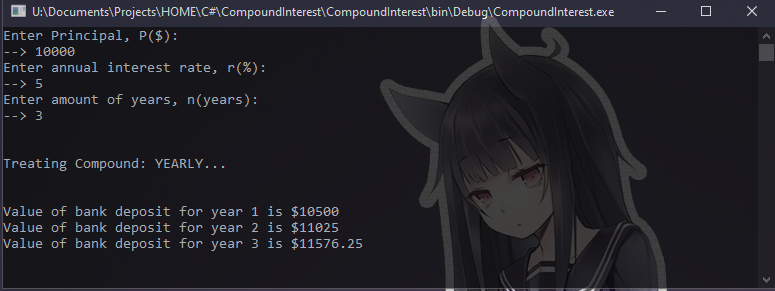 U:\Documents\Projects\HOME\C#\CompoundInterest\CompoundInterest\bin\Debug\CompoundInterest.exe
Enter Principal, P($):
--> 10000
Enter annual interest rate, r(%):
--> 5
Enter amount of years, n(years):
--> 3
Treating Compound: YEARLY...
Value of bank deposit for year 1 is $10500
Value of bank deposit for year 2 is $11025
Value of bank deposit for year 3 is $11576.25